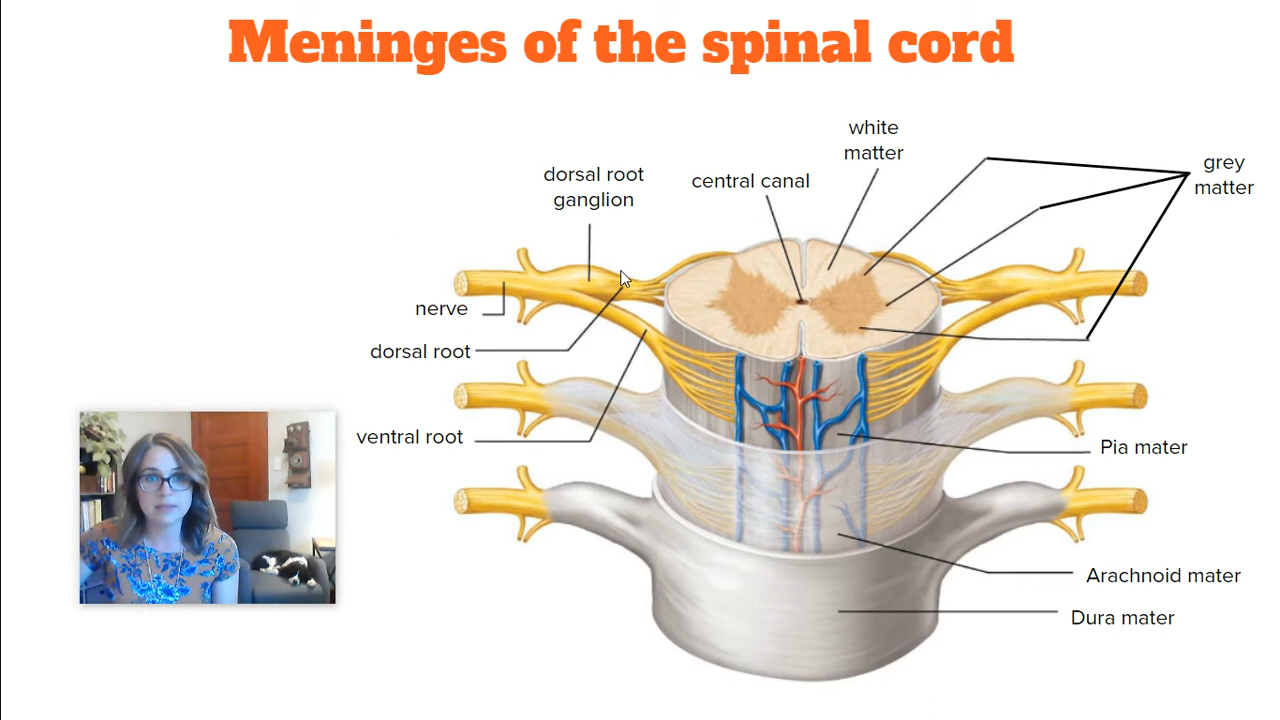 Meninges of the spinal cord
white
matter
grey
matter
dorsal root
ganglion
central canal
nerve
dorsal root
ventral root
Pia mater
Arachnoid mater
Dura mater